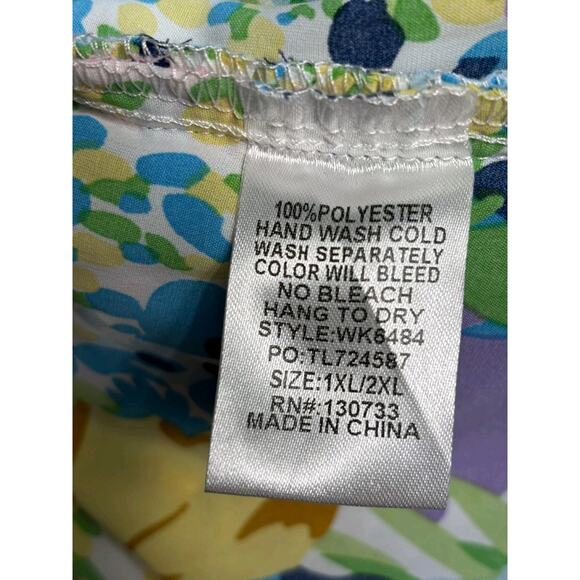 100%POLYESTER
HAND WASH COLD
WASH SEPARATELY
COLOR WILL BLEED
NO BLEACH
HANG TO DRY
STYLE:WK6484
PO:TL724587
SIZE:1XL/2XL
RN#:130733
MADE IN CHINA